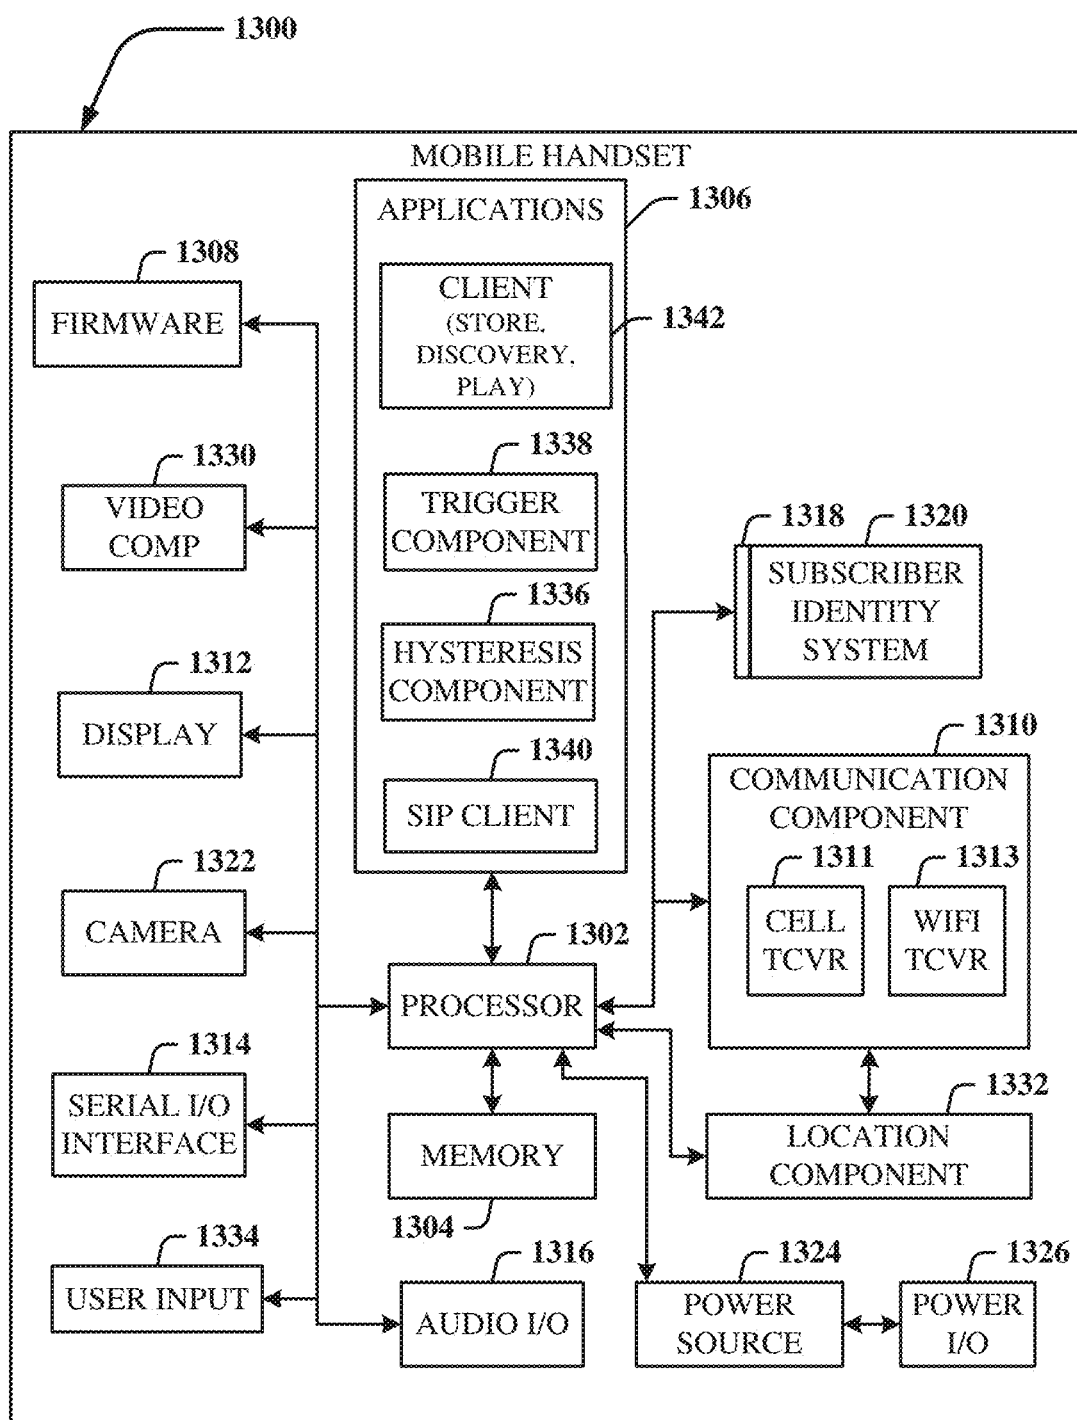 1300
MOBILE HANDSET
APPLICATIONS
1306
CLIENT
(STORE,
DISCOVERY,
PLAY)
1342
1308
FIRMWARE
1338
TRIGGER
COMPONENT
1330
VIDEO
COMP
1318
1320
SUBSCRIBER
IDENTITY
SYSTEM
1336
HYSTERESIS
COMPONENT
1312
DISPLAY
1340
SIP CLIENT
1310
COMMUNICATION
COMPONENT
1311
CELL
TCVR
1313
WIFI
TCVR
1322
CAMERA
1302
PROCESSOR
1314
SERIAL I/O
INTERFACE
MEMORY
1304
1332
LOCATION
COMPONENT
1334
USER INPUT
1316
AUDIO I/O
1324
POWER
SOURCE
1326
POWER
I/O